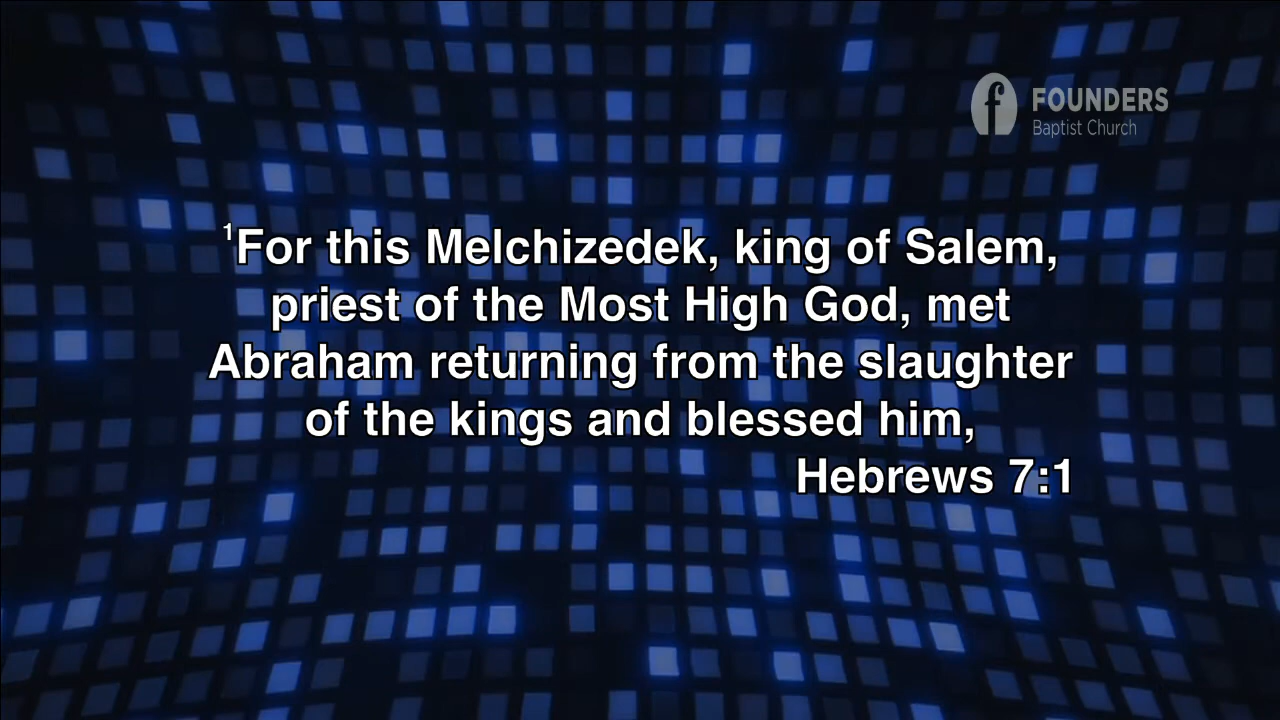 FOUNDERS
Baptist Church
¹For this Melchizedek, king of Salem,
priest of the Most High God, met
Abraham returning from the slaughter
of the kings and blessed him,
Hebrews 7:1